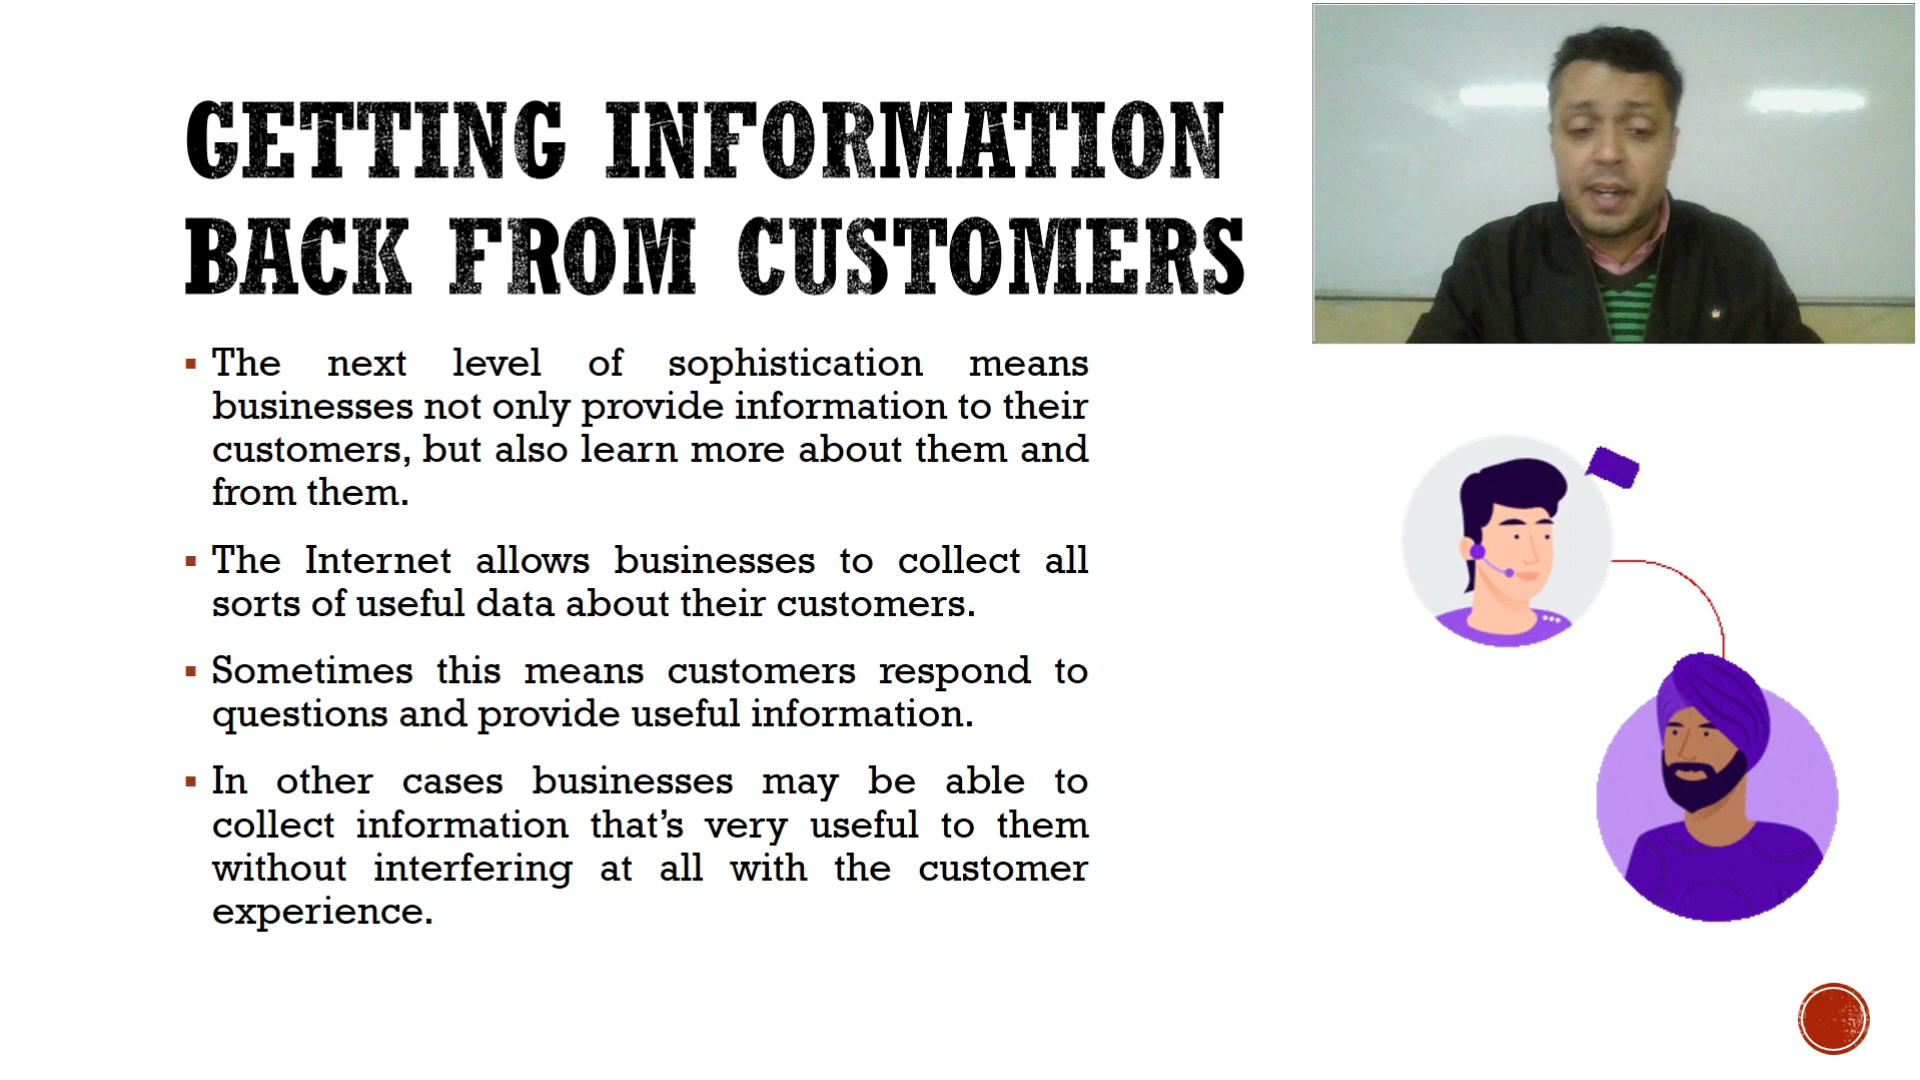 GETTING INFORMATION
BACK FROM CUSTOMERS
The next level of sophistication means
businesses not only provide information to their
customers, but also learn more about them and
from them.
The Internet allows businesses to collect all
sorts of useful data about their customers.
Sometimes this means customers respond to
questions and provide useful information.
In other cases businesses may be able to
collect information that’s very useful to them
without interfering at all with the customer
experience.